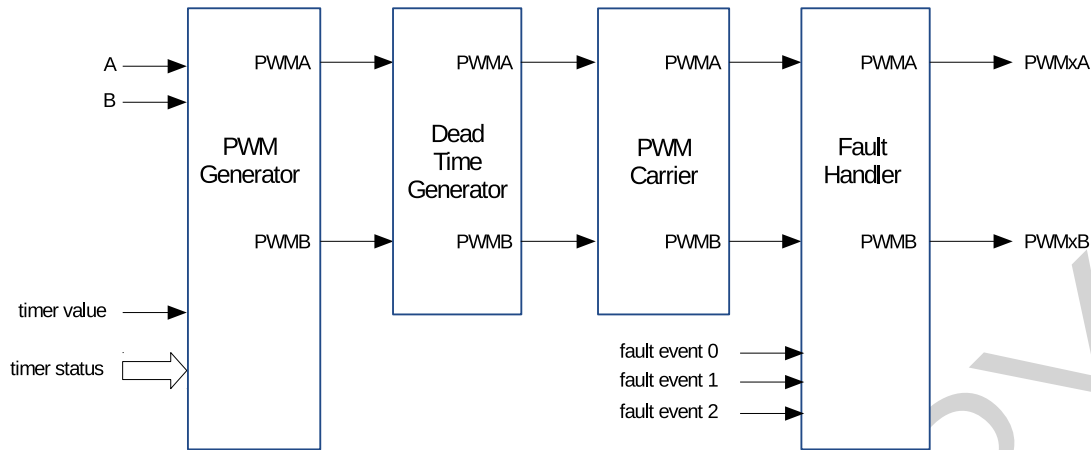 A
B
PWM
Generator
PWMA
PWMB
timer value
timer status
Dead
Time
Generator
PWMA
PWMB
PWM
Carrier
PWMA
PWMB
Fault
Handler
PWMA
PWMB
fault event 0
fault event 1
fault event 2
PWMxA
PWMxB